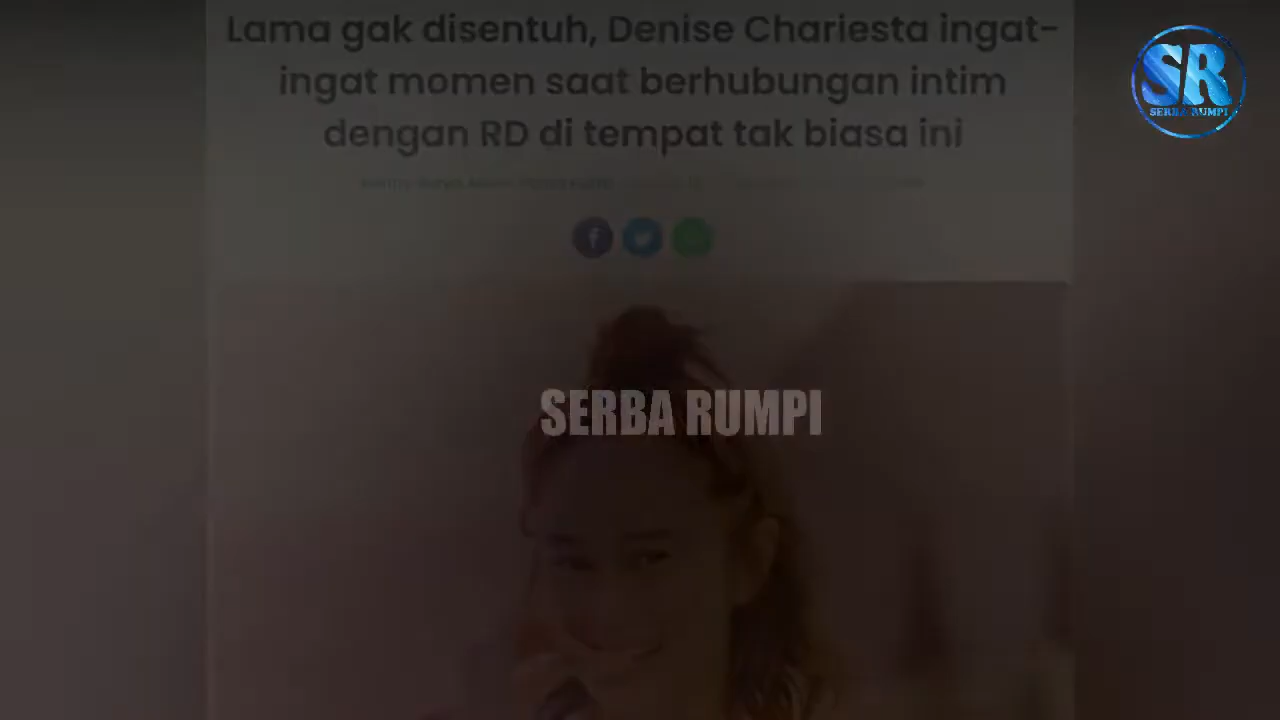 Lama gak disentuh, Denise Chariesta ingat-
ingat momen saat berhubungan intim
dengan RD di tempat tak biasa ini
SR
SERBA RUMPI
SERBA RUMPI